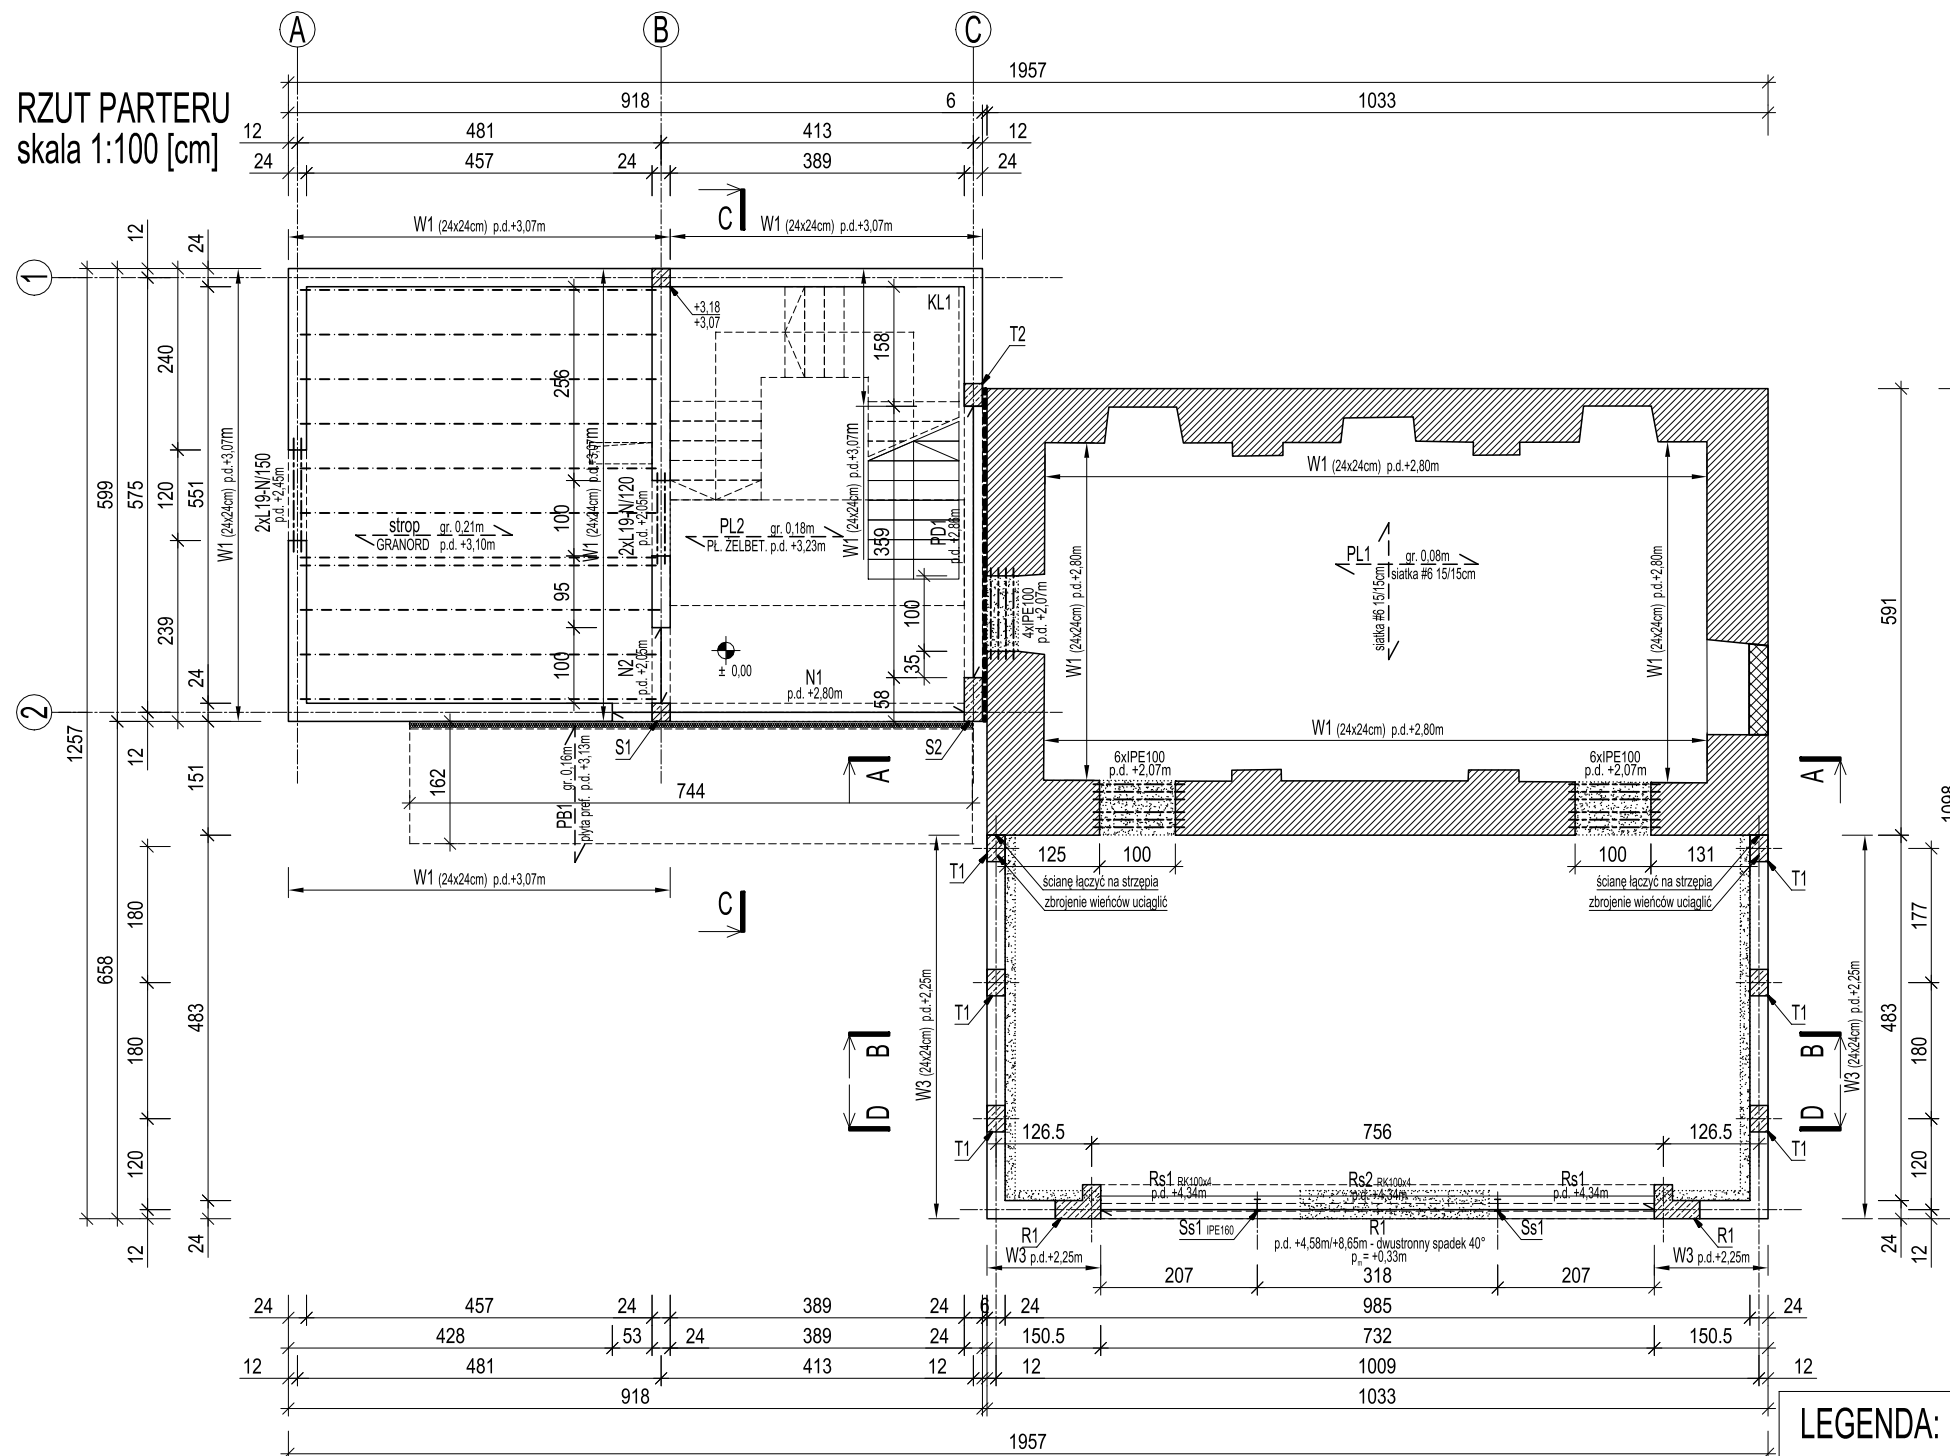 A
B
C
1957
RZUT PARTERU
918
6
1033
skala 1:100 [cm]
12
481
413
12
24
457
24
389
24
C
W1 (24x24cm) p.d.+3,07m
W1 (24x24cm) p.d.+3,07m
12
24
1
KL1
+3,18
+3,07
T2
158
240
256
W1 (24x24cm) p.d.+3,07m
W1 (24x24cm) p.d.+3,07m
W1 (24x24cm) p.d.+3,07m
2xL19-N/150
p.d. +2,45m
2xL19-N/120
p.d. +2,05m
599
575
120
551
100
359
strop
gr. 0,21m
GRANORD
p.d. +3,10m
PL2
gr. 0,18m
PŁ. ŻELBET.
p.d. +3,23m
PD1
p.d. +2,86m
W1 (24x24cm) p.d.+2,80m
PL1
gr. 0,08m
siatka #6 15/15cm
siatka #6 15/15cm
W1 (24x24cm) p.d.+2,80m
W1 (24x24cm) p.d.+2,80m
4xIPE100
p.d. +2,07m
591
95
100
239
100
35
24
58
N2
p.d. +2,05m
± 0,00
N1
p.d. +2,80m
2
1257
12
151
S1
S2
W1 (24x24cm) p.d.+2,80m
6xIPE100
p.d. +2,07m
6xIPE100
p.d. +2,07m
A
A
162
744
PB1
gr. 0,16m
płyta pref.
p.d. +3,13m
1098
W1 (24x24cm) p.d.+3,07m
C
125
100
100
131
T1
T1
ścianę łączyć na strzępia
zbrojenie wieńców uciąglić
ścianę łączyć na strzępia
zbrojenie wieńców uciąglić
180
177
658
483
483
W3 (24x24cm) p.d.+2,25m
W3 (24x24cm) p.d.+2,25m
T1
T1
180
180
B
B
D
D
126.5
756
126.5
T1
T1
120
120
Rs1 RK100x4
p.d. +4,34m
Rs2 RK100x4
p.d. +4,34m
Rs1
p.d. +4,34m
R1
Ss1 IPE160
R1
Ss1
R1
p.d. +4,58m/+8,65m - dwustronny spadek 40°
= +0,33m
W3 p.d.+2,25m
W3 p.d.+2,25m
12
24
24
12
207
318
207
24
457
24
389
24
6
24
985
24
428
53
24
389
24
150.5
732
150.5
12
481
413
12
12
1009
12
918
1033
1957
LEGENDA: